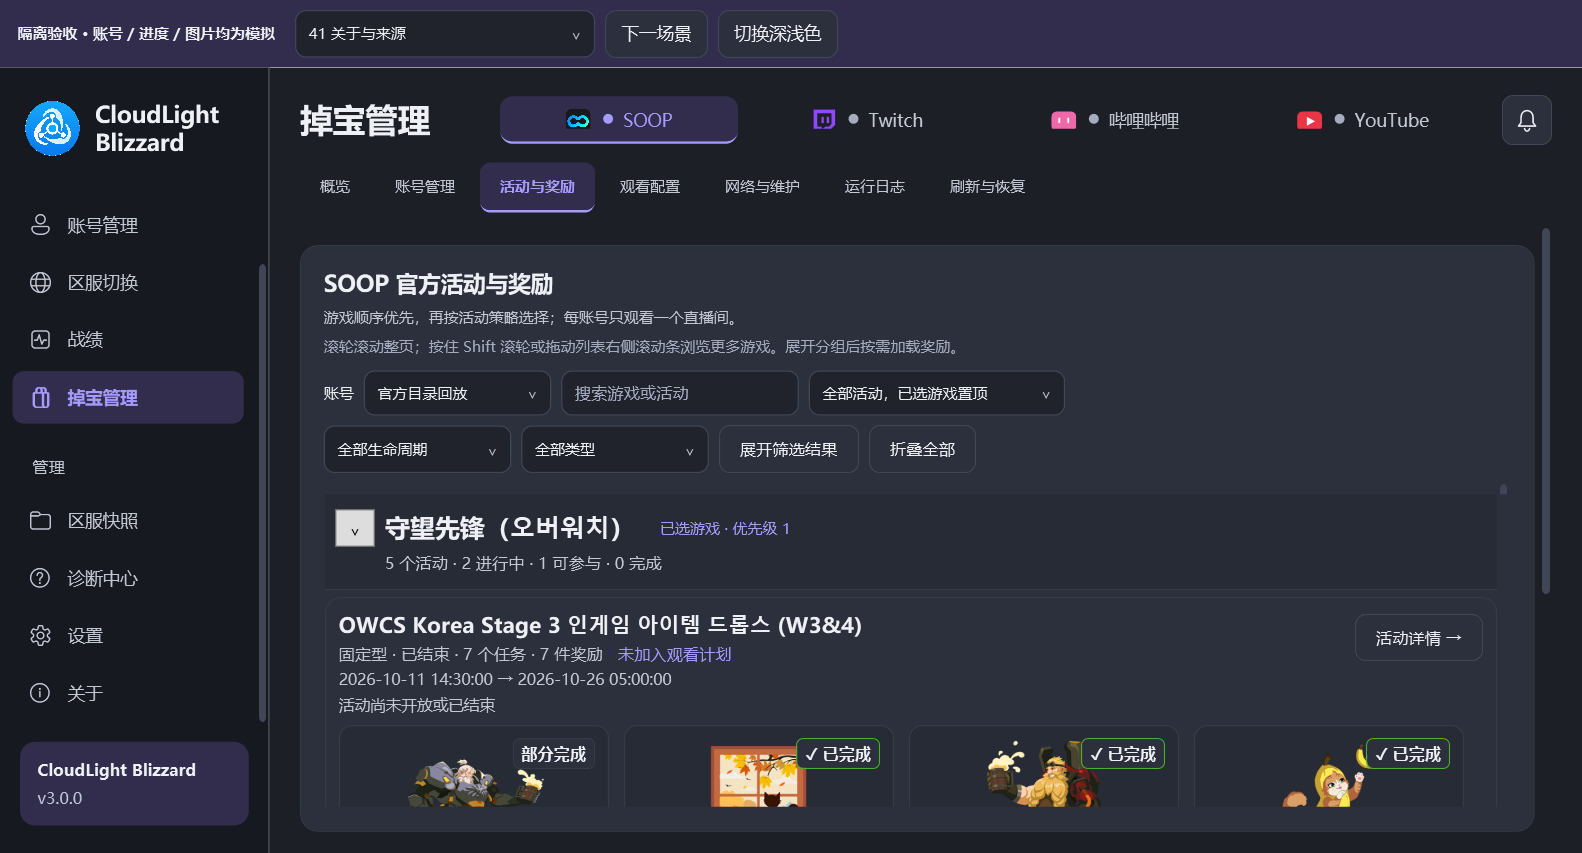 隔离验收 • 账号 / 进度 / 图片均为模拟
41 关于与来源
下一场景
切换深浅色
CloudLight
Blizzard
账号管理
区服切换
战绩
掉宝管理
管理
区服快照
诊断中心
设置
关于
CloudLight Blizzard
v3.0.0
掉宝管理
SOOP
Twitch
哔哩哔哩
YouTube
概览
账号管理
活动与奖励
观看配置
网络与维护
运行日志
刷新与恢复
SOOP 官方活动与奖励
游戏顺序优先，再按活动策略选择；每账号只观看一个直播间。
滚轮滚动整页；按住 Shift 滚轮或拖动列表右侧滚动条浏览更多游戏。展开分组后按需加载奖励。
账号
官方目录回放
搜索游戏或活动
全部活动，已选游戏置顶
全部生命周期
全部类型
展开筛选结果
折叠全部
守望先锋（오버워치）
已选游戏 · 优先级 1
5 个活动 · 2 进行中 · 1 可参与 · 0 完成
OWCS Korea Stage 3 인게임 아이템 드롭스 (W3&4)
固定型 · 已结束 · 7 个任务 · 7 件奖励 未加入观看计划
2026-10-11 14:30:00 → 2026-10-26 05:00:00
活动尚未开放或已结束
活动详情 →
部分完成
✓ 已完成
✓ 已完成
✓ 已完成